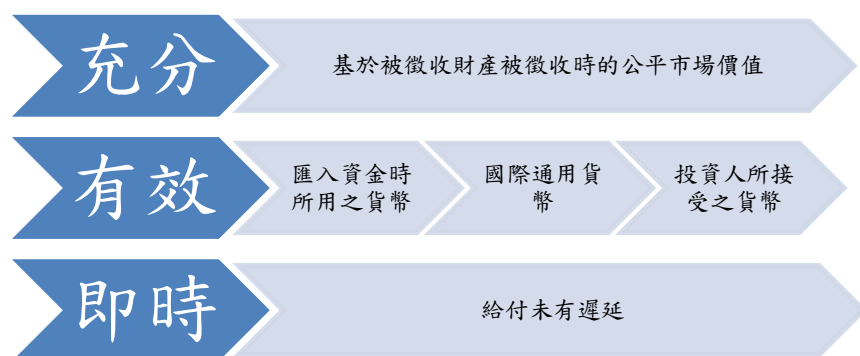 充分
基於被徵收財產被徵收時的公平市場價值
有效
匯入資金時
所用之貨幣
國際通用貨
幣
投資人所接
受之貨幣
即時
給付未有遲延